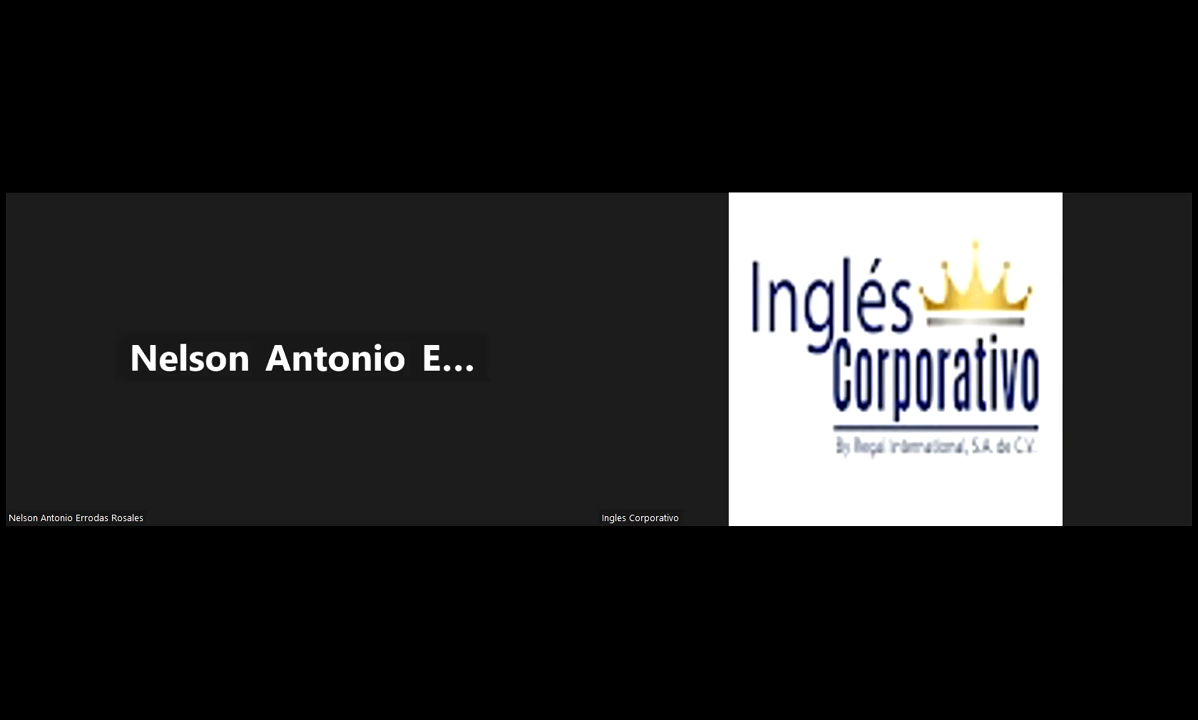 Nelson Antonio E...
Inglés
Corporativo
By Regal International, S.A. de C.V.
Nelson Antonio Errodas Rosales
Ingles Corporativo